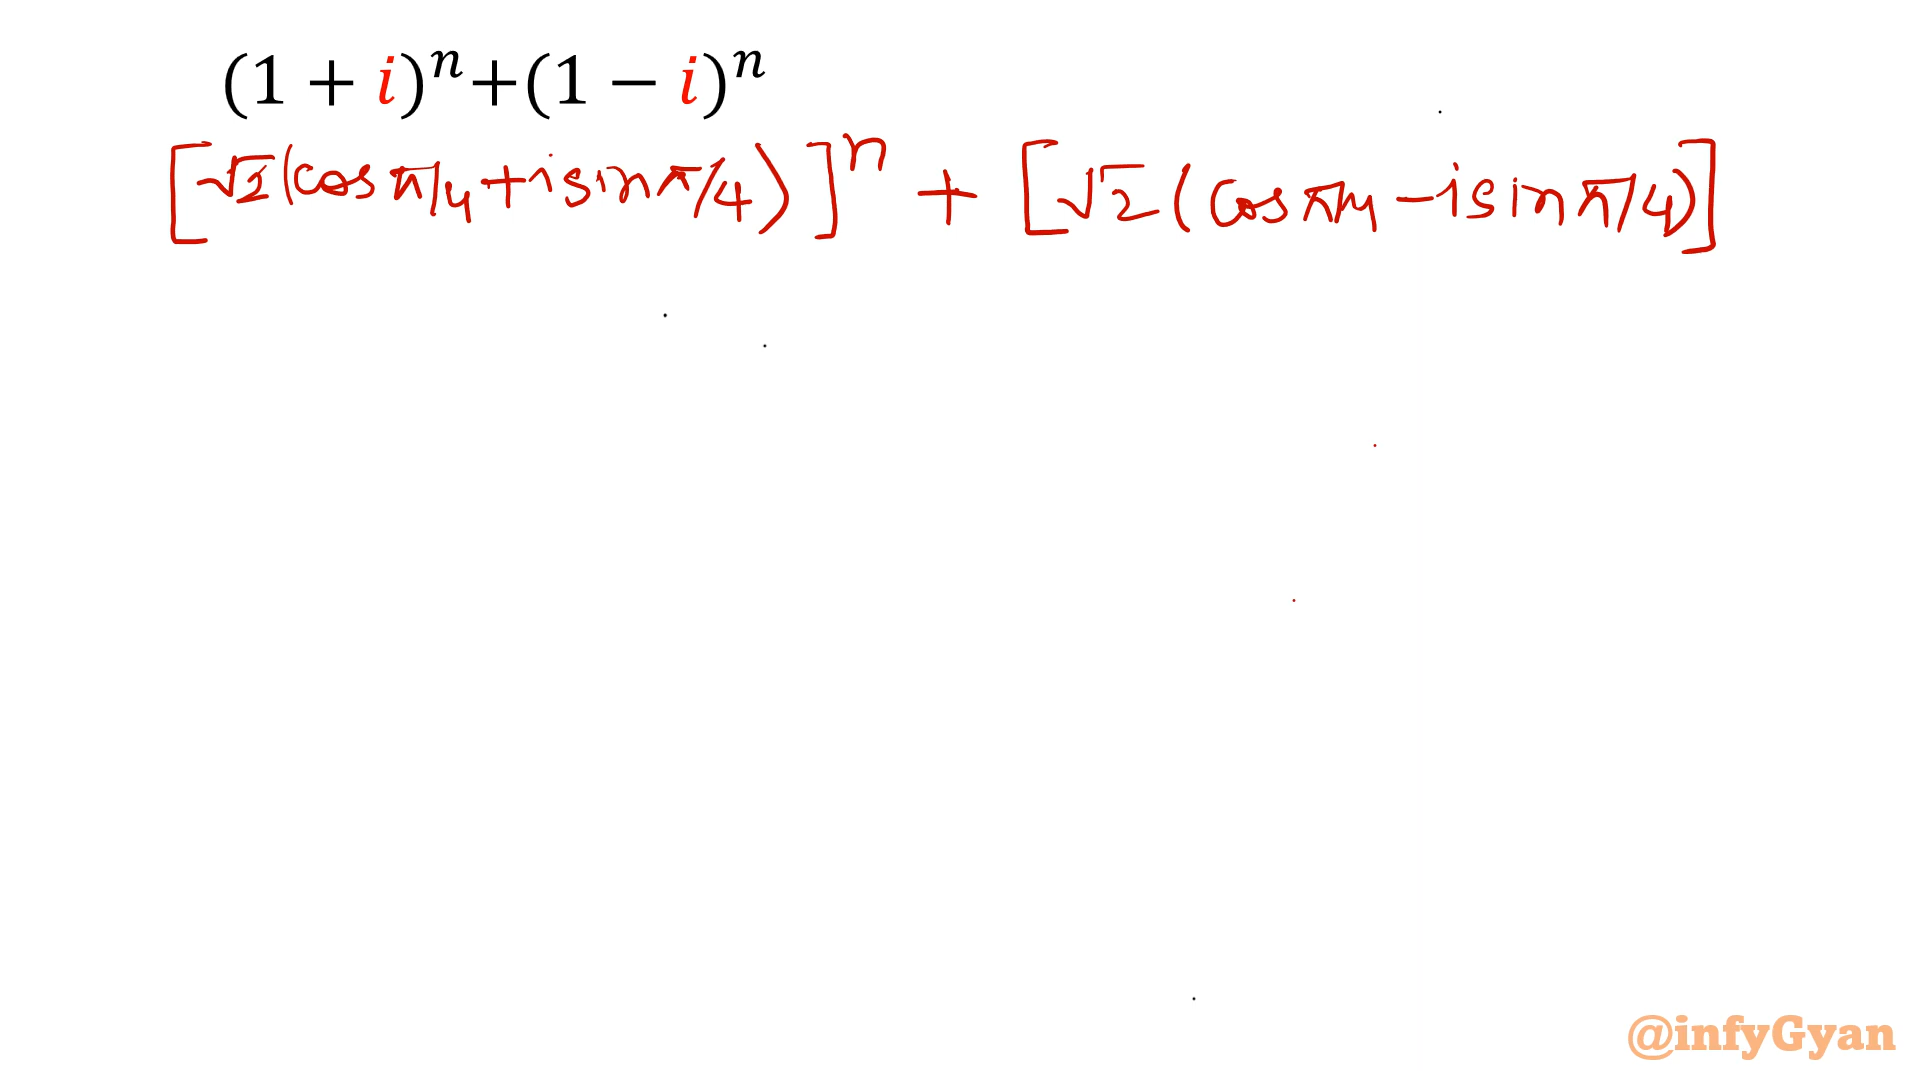 (1 + i)ⁿ+(1 − i)ⁿ
[√2(cos π/4 + i sin π/4)]ⁿ + [√2(cos π/4 − i sin π/4)]
@infyGyan